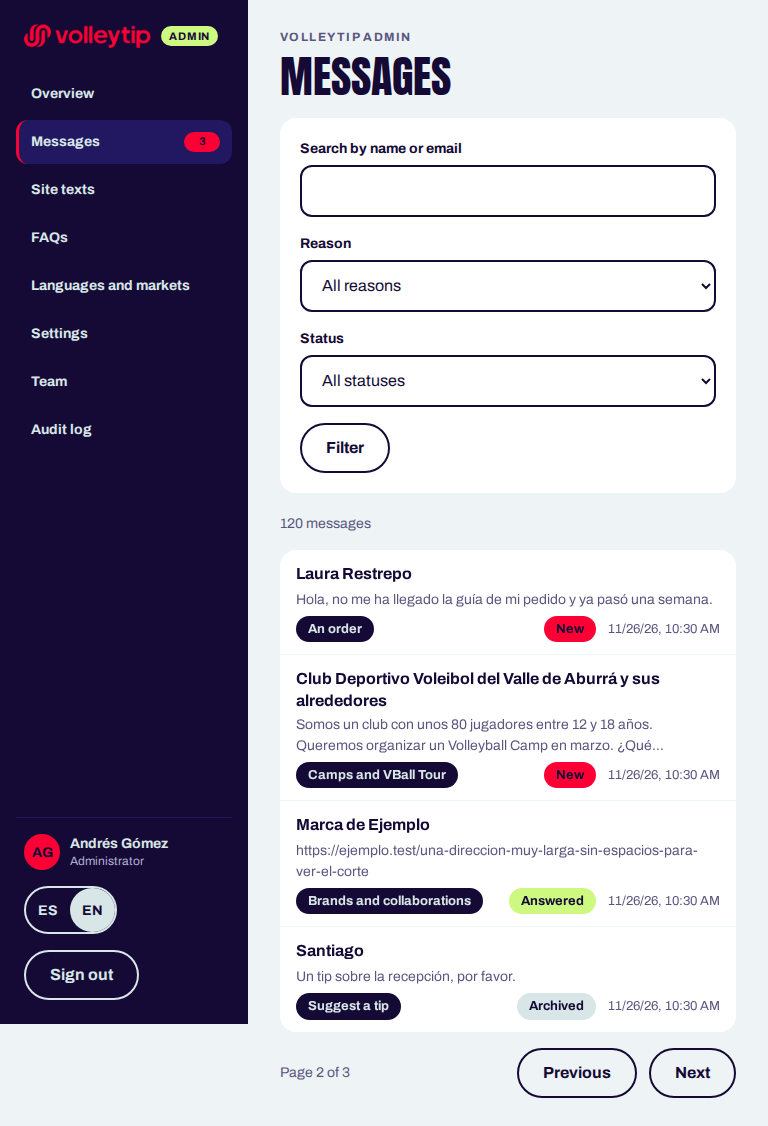 volleytip ADMIN
Overview
Messages 3
Site texts
FAQs
Languages and markets
Settings
Team
Audit log
AG Andrés Gómez
Administrator
ES EN
Sign out
VOLLEYTIP ADMIN
MESSAGES
Search by name or email
Reason
All reasons
Status
All statuses
Filter
120 messages
Laura Restrepo
Hola, no me ha llegado la guía de mi pedido y ya pasó una semana.
An order New 11/26/26, 10:30 AM
Club Deportivo Voleibol del Valle de Aburrá y sus
alrededores
Somos un club con unos 80 jugadores entre 12 y 18 años.
Queremos organizar un Volleyball Camp en marzo. ¿Qué…
Camps and VBall Tour New 11/26/26, 10:30 AM
Marca de Ejemplo
https://ejemplo.test/una-direccion-muy-larga-sin-espacios-para-
ver-el-corte
Brands and collaborations Answered 11/26/26, 10:30 AM
Santiago
Un tip sobre la recepción, por favor.
Suggest a tip Archived 11/26/26, 10:30 AM
Page 2 of 3 Previous Next